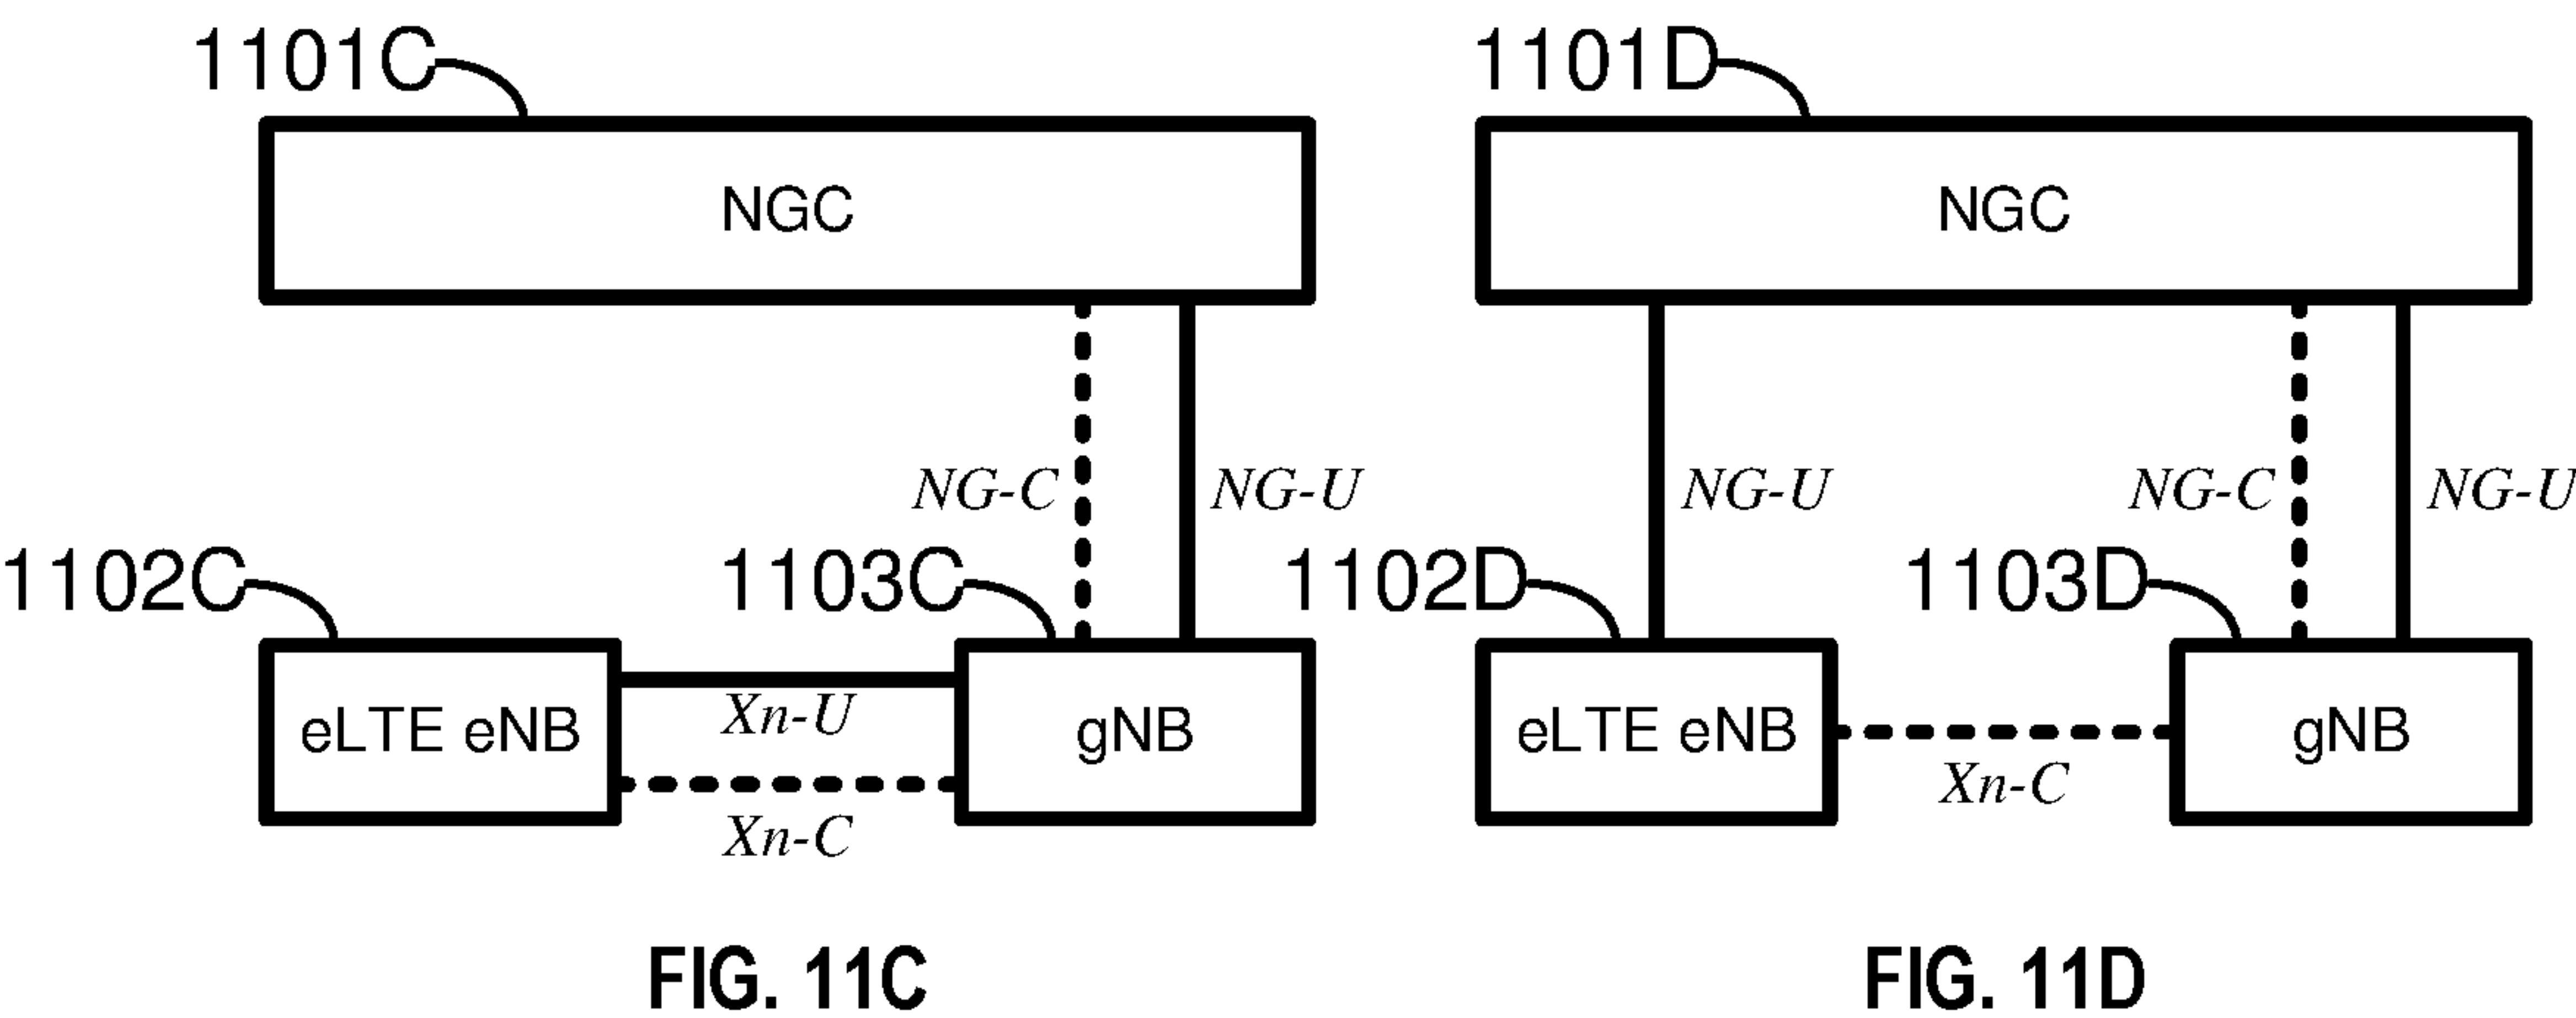 1101C
NGC
NG-C
NG-U
1102C
1103C
eLTE eNB
Xn-U
Xn-C
gNB
FIG. 11C
1101D
NGC
NG-U
NG-C
NG-U
1102D
1103D
eLTE eNB
Xn-C
gNB
FIG. 11D